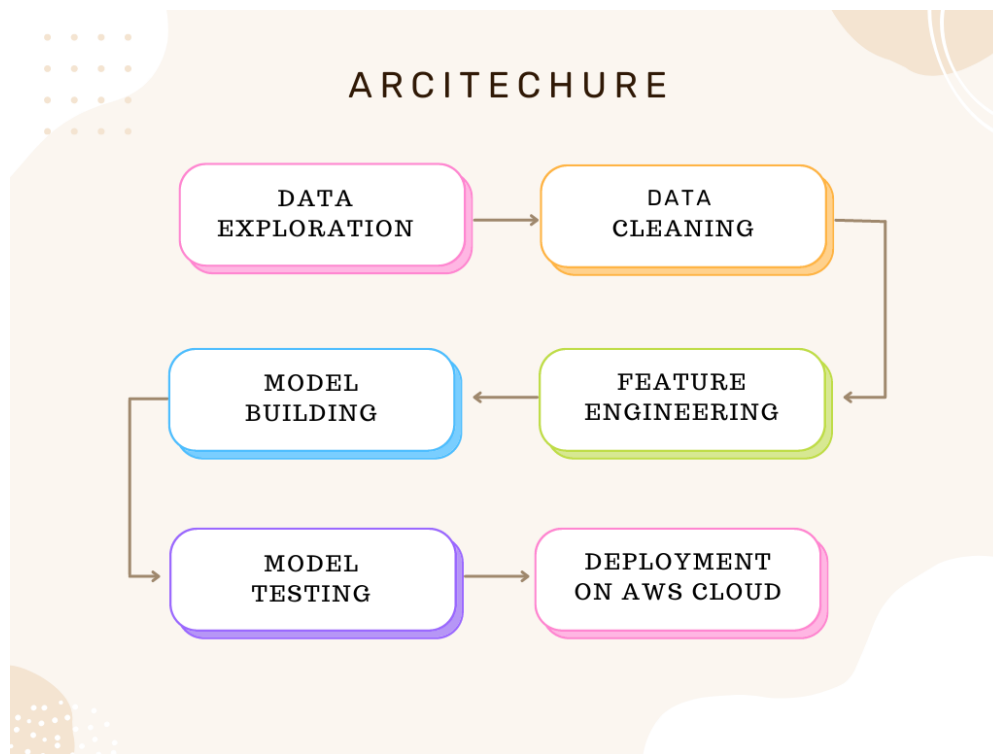 ARCITECHURE
DATA
EXPLORATION
DATA
CLEANING
FEATURE
ENGINEERING
MODEL
BUILDING
MODEL
TESTING
DEPLOYMENT
ON AWS CLOUD